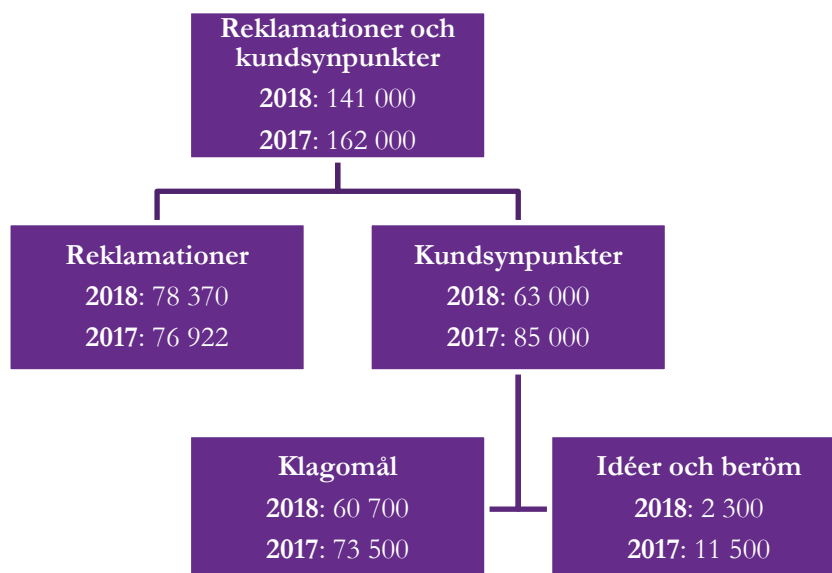 Reklamationer och
kundsynpunkter
2018: 141 000
2017: 162 000
Reklamationer
2018: 78 370
2017: 76 922
Kundsynpunkter
2018: 63 000
2017: 85 000
Klagomål
2018: 60 700
2017: 73 500
Idéer och beröm
2018: 2 300
2017: 11 500